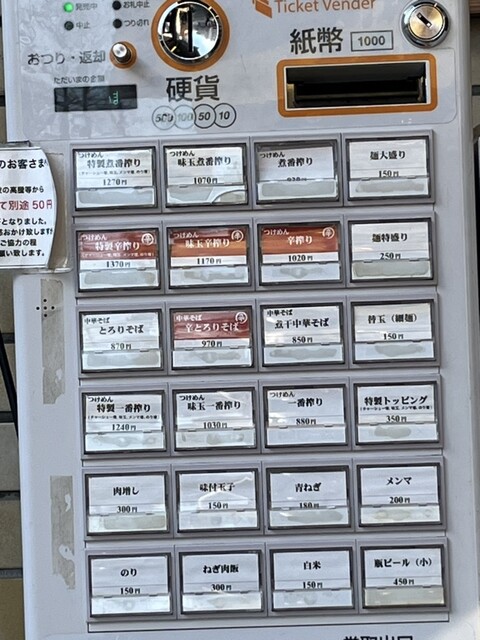 Ticket Vender
発売中
お札中止
中止
つり切れ
おつり・返却
紙幣 1000
ただいまの金額
硬貨
500 100 50 10
のお客さま
て別途50円
となりました。
ご協力の程
願い致します。
つけめん
特製煮番搾り
1270円
つけめん
味玉煮番搾り
1070円
つけめん
煮番搾り
麺大盛り
150円
つけめん
特製辛搾り
1370円
つけめん
味玉辛搾り
1170円
つけめん
辛搾り
1020円
麺特盛り
250円
中華そば
とろりそば
870円
中華そば
辛とろりそば
970円
中華そば
煮干中華そば
850円
替玉(細麺)
150円
つけめん
特製一番搾り
1240円
つけめん
味玉一番搾り
1030円
つけめん
一番搾り
880円
特製トッピング
350円
肉増し
300円
味付玉子
150円
青ねぎ
180円
メンマ
200円
のり
150円
ねぎ肉飯
300円
白米
150円
瓶ビール(小)
450円